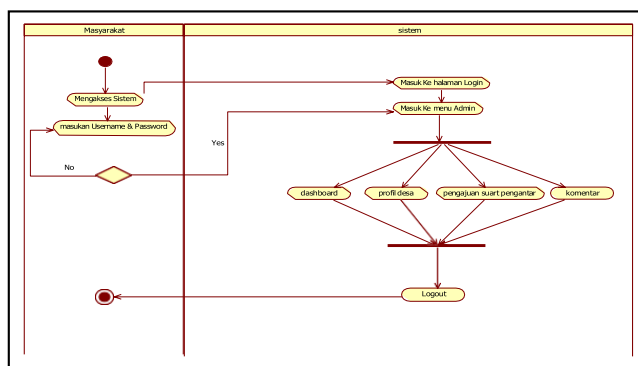 Masyarakat
sistem
Mengakses Sistem
Masuk Ke halaman Login
masukan Username & Password
Masuk Ke menu Admin
Yes
No
dashboard
profil desa
pengajuan suart pengantar
komentar
Logout